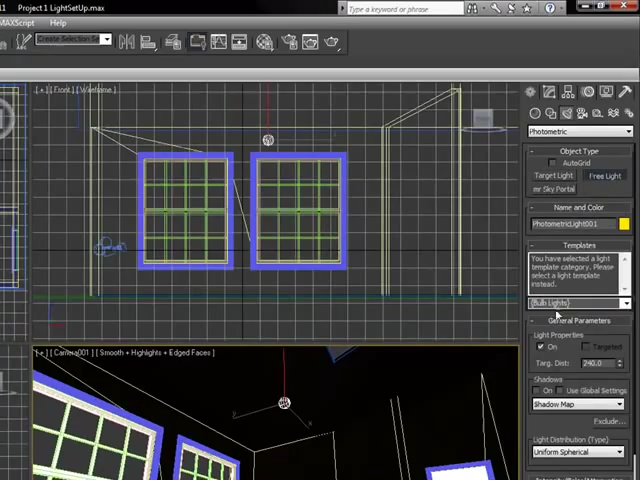 11 Project 1 LightSetUp.max
Type a keyword or phrase
MAXScript Help
Create Selection Se
[ + ] [ Front ] [ Wireframe ]
Photometric
Object Type
AutoGrid
Target Light Free Light
mr Sky Portal
Name and Color
PhotometricLight001
Templates
You have selected a light
template category. Please
select a light template
instead.
(Bulb Lights)
General Parameters
Light Properties
On Targeted
Targ. Dist: 240.0
Shadows
On Use Global Settings
Shadow Map
Exclude...
Light Distribution (Type)
Uniform Spherical
[ + ] [ Camera001 ] [ Smooth + Highlights + Edged Faces ]